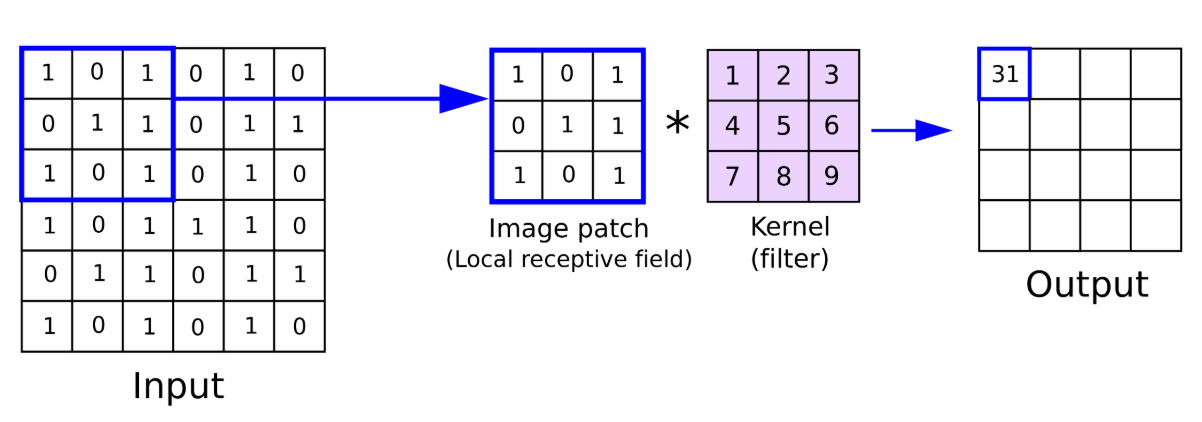 1 0 1 0 1 0
0 1 1 0 1 1
1 0 1 0 1 0
1 0 1 1 1 0
0 1 1 0 1 1
1 0 1 0 1 0
Input
1 0 1
0 1 1
1 0 1
Image patch
(Local receptive field)
*
1 2 3
4 5 6
7 8 9
Kernel
(filter)
31
Output